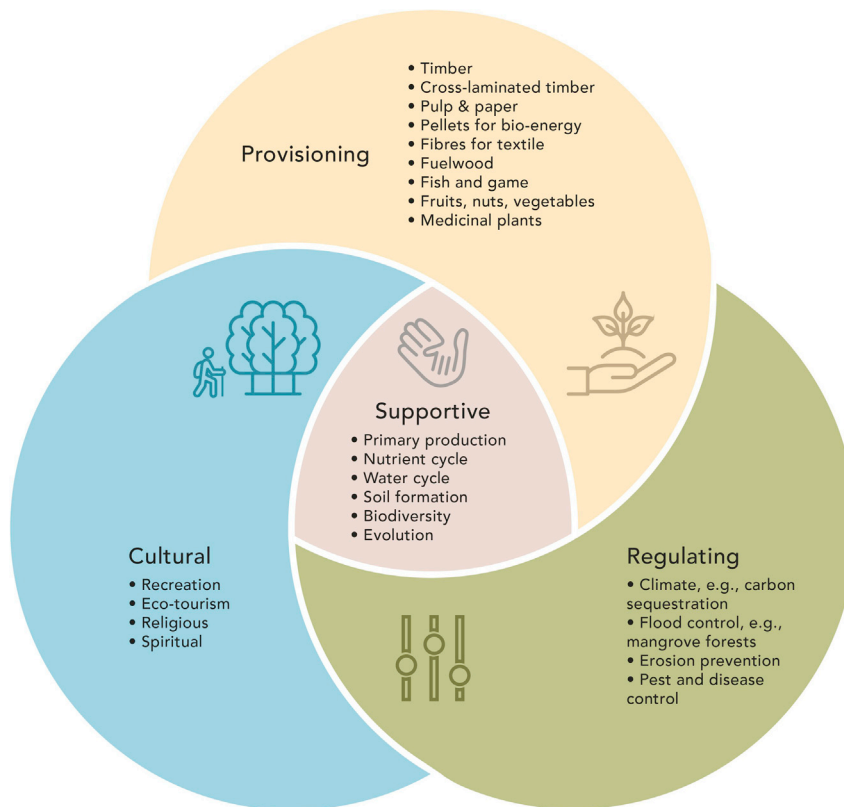 Provisioning
• Timber
• Cross-laminated timber
• Pulp & paper
• Pellets for bio-energy
• Fibres for textile
• Fuelwood
• Fish and game
• Fruits, nuts, vegetables
• Medicinal plants
Supportive
• Primary production
• Nutrient cycle
• Water cycle
• Soil formation
• Biodiversity
• Evolution
Cultural
• Recreation
• Eco-tourism
• Religious
• Spiritual
Regulating
• Climate, e.g., carbon
sequestration
• Flood control, e.g.,
mangrove forests
• Erosion prevention
• Pest and disease
control